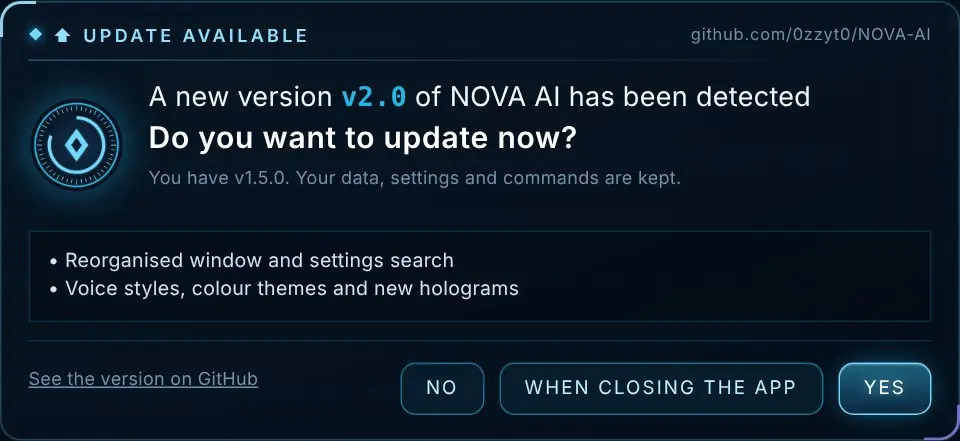 UPDATE AVAILABLE
github.com/0zzyt0/NOVA-AI
A new version v2.0 of NOVA AI has been detected
Do you want to update now?
You have v1.5.0. Your data, settings and commands are kept.
• Reorganised window and settings search
• Voice styles, colour themes and new holograms
See the version on GitHub
NO
WHEN CLOSING THE APP
YES